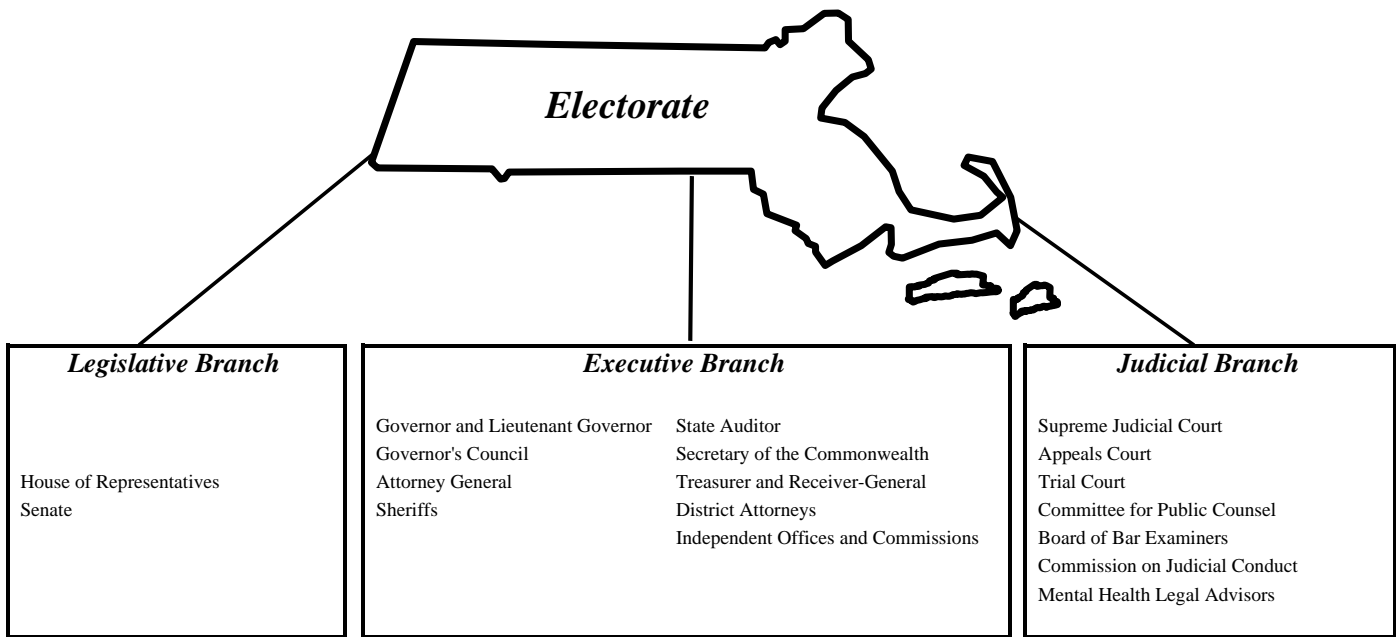 Electorate
Legislative Branch
House of Representatives
Senate
Executive Branch
Governor and Lieutenant Governor
Governor's Council
Attorney General
Sheriffs
State Auditor
Secretary of the Commonwealth
Treasurer and Receiver-General
District Attorneys
Independent Offices and Commissions
Judicial Branch
Supreme Judicial Court
Appeals Court
Trial Court
Committee for Public Counsel
Board of Bar Examiners
Commission on Judicial Conduct
Mental Health Legal Advisors